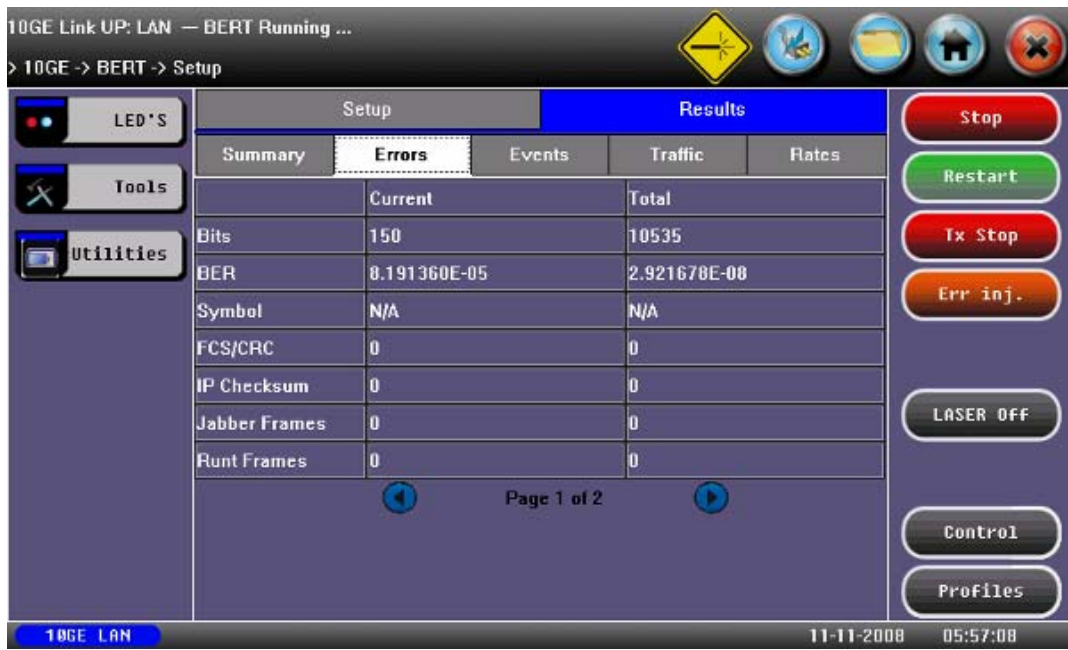 10GE Link UP: LAN — BERT Running ...
> 10GE -> BERT -> Setup
LED'S
Tools
Utilities
Setup Results
Summary Errors Events Traffic Rates
Current Total
Bits 150 10535
BER 8.191360E-05 2.921678E-08
Symbol N/A N/A
FCS/CRC 0 0
IP Checksum 0 0
Jabber Frames 0 0
Runt Frames 0 0
Page 1 of 2
Stop
Restart
Tx Stop
Err inj.
LASER Off
Control
Profiles
10GE LAN 11-11-2008 05:57:08